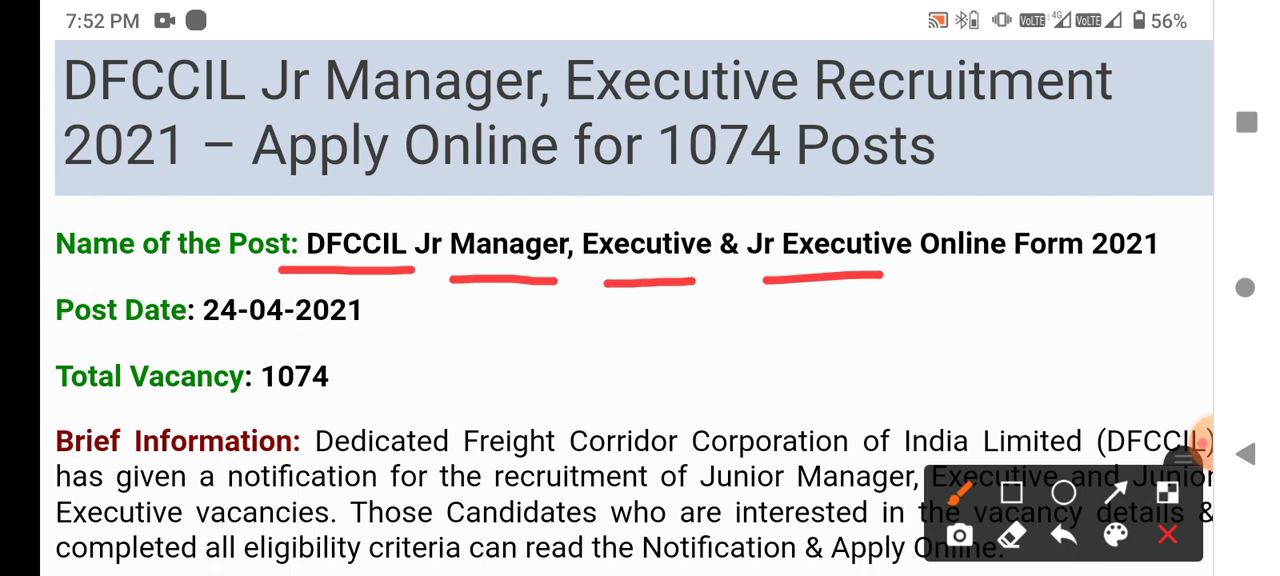 7:52 PM
VoLTE 4G VoLTE 56%
DFCCIL Jr Manager, Executive Recruitment
2021 – Apply Online for 1074 Posts
Name of the Post: DFCCIL Jr Manager, Executive & Jr Executive Online Form 2021
Post Date: 24-04-2021
Total Vacancy: 1074
Brief Information: Dedicated Freight Corridor Corporation of India Limited (DFCCIL)
has given a notification for the recruitment of Junior Manager, Executive and Junior
Executive vacancies. Those Candidates who are interested in the vacancy details &
completed all eligibility criteria can read the Notification & Apply Online.